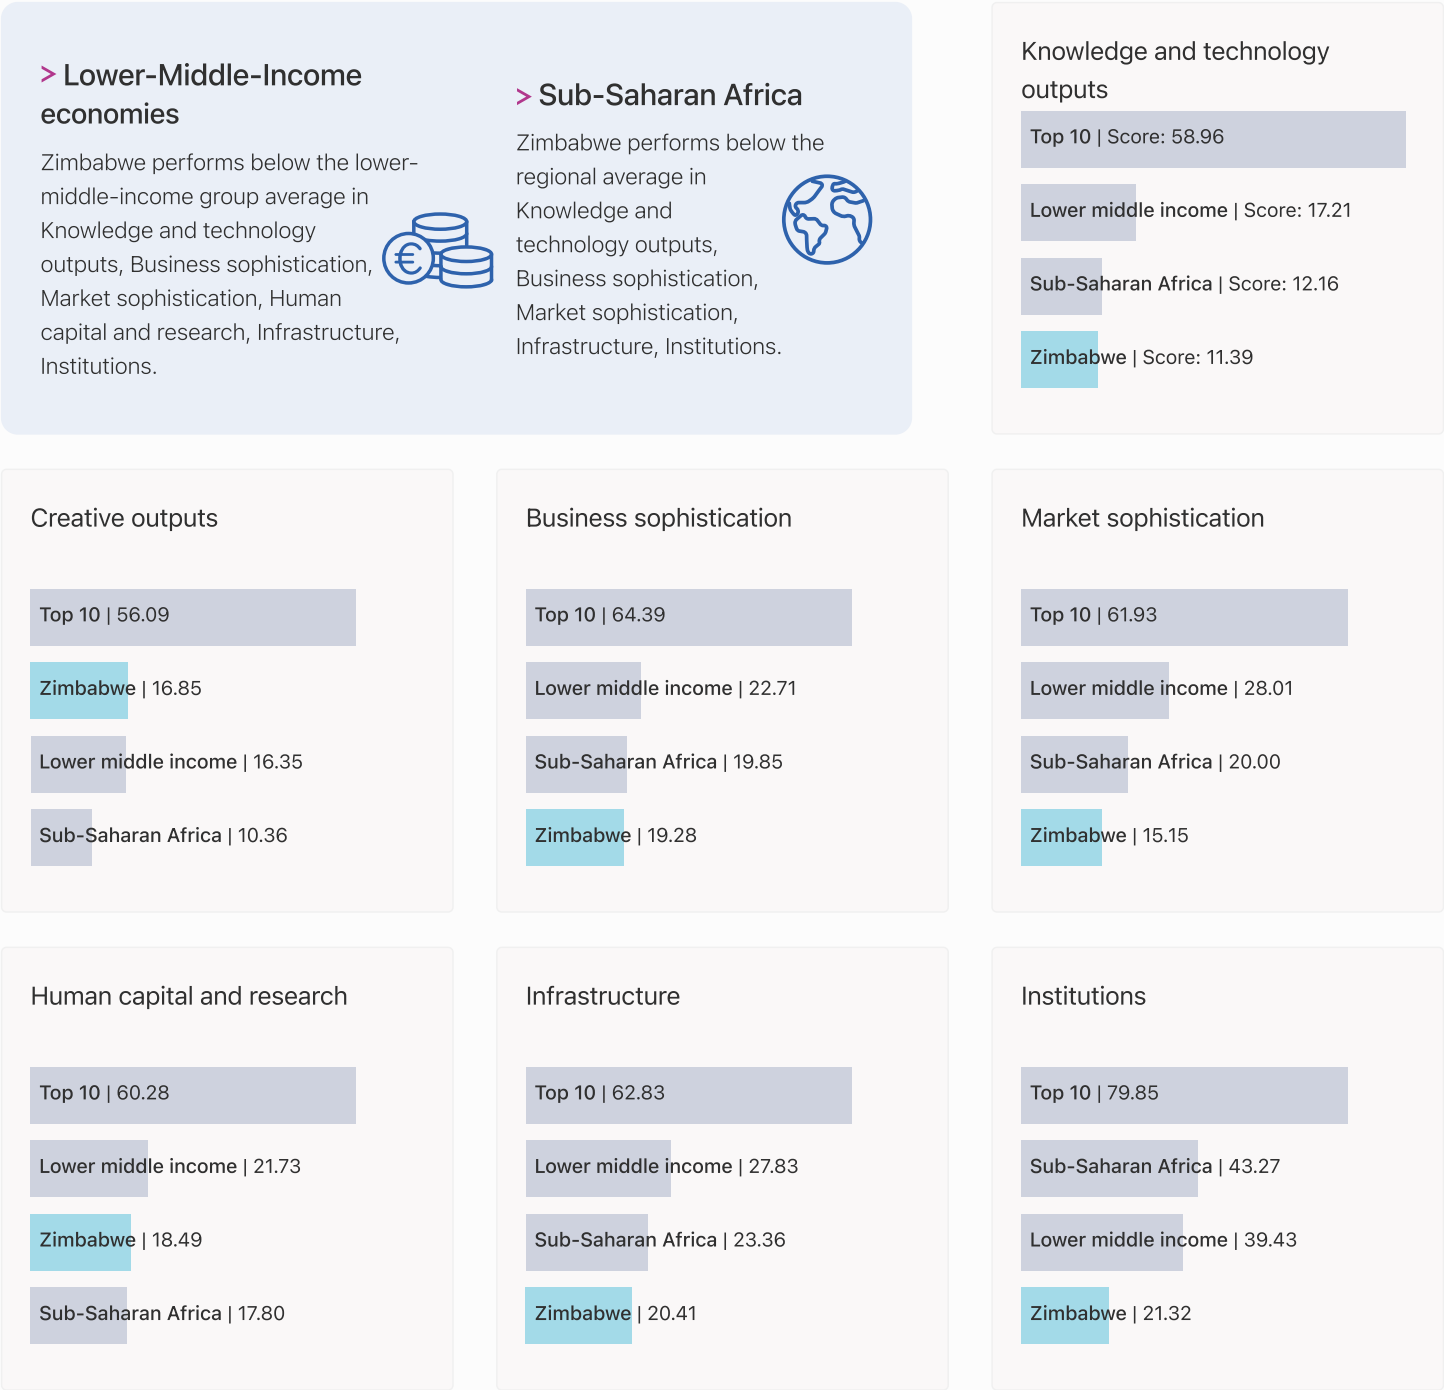 > Lower-Middle-Income
economies
Zimbabwe performs below the lower-
middle-income group average in
Knowledge and technology
outputs, Business sophistication,
Market sophistication, Human
capital and research, Infrastructure,
Institutions.
> Sub-Saharan Africa
Zimbabwe performs below the
regional average in
Knowledge and
technology outputs,
Business sophistication,
Market sophistication,
Infrastructure, Institutions.
Knowledge and technology
outputs
Top 10 | Score: 58.96
Lower middle income | Score: 17.21
Sub-Saharan Africa | Score: 12.16
Zimbabwe | Score: 11.39
Creative outputs
Top 10 | 56.09
Zimbabwe | 16.85
Lower middle income | 16.35
Sub-Saharan Africa | 10.36
Business sophistication
Top 10 | 64.39
Lower middle income | 22.71
Sub-Saharan Africa | 19.85
Zimbabwe | 19.28
Market sophistication
Top 10 | 61.93
Lower middle income | 28.01
Sub-Saharan Africa | 20.00
Zimbabwe | 15.15
Human capital and research
Top 10 | 60.28
Lower middle income | 21.73
Zimbabwe | 18.49
Sub-Saharan Africa | 17.80
Infrastructure
Top 10 | 62.83
Lower middle income | 27.83
Sub-Saharan Africa | 23.36
Zimbabwe | 20.41
Institutions
Top 10 | 79.85
Sub-Saharan Africa | 43.27
Lower middle income | 39.43
Zimbabwe | 21.32